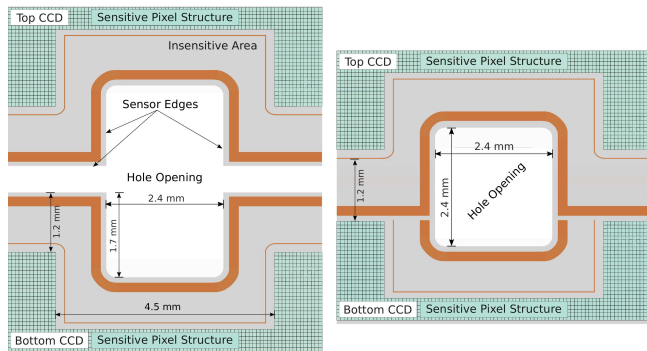 Top CCD
Sensitive Pixel Structure
Insensitive Area
Sensor Edges
Hole Opening
2.4 mm
1.2 mm
1.7 mm
4.5 mm
Bottom CCD
Sensitive Pixel Structure
Top CCD
Sensitive Pixel Structure
2.4 mm
1.2 mm
2.4 mm
Hole Opening
Bottom CCD
Sensitive Pixel Structure